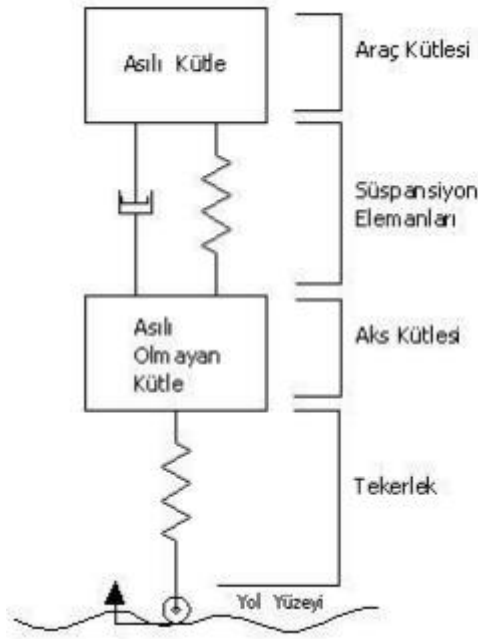 Asılı Kütle
Araç Kütlesi
Süspansiyon
Elemanları
Asılı
Olmayan
Kütle
Aks Kütlesi
Tekerlek
Yol Yüzeyi